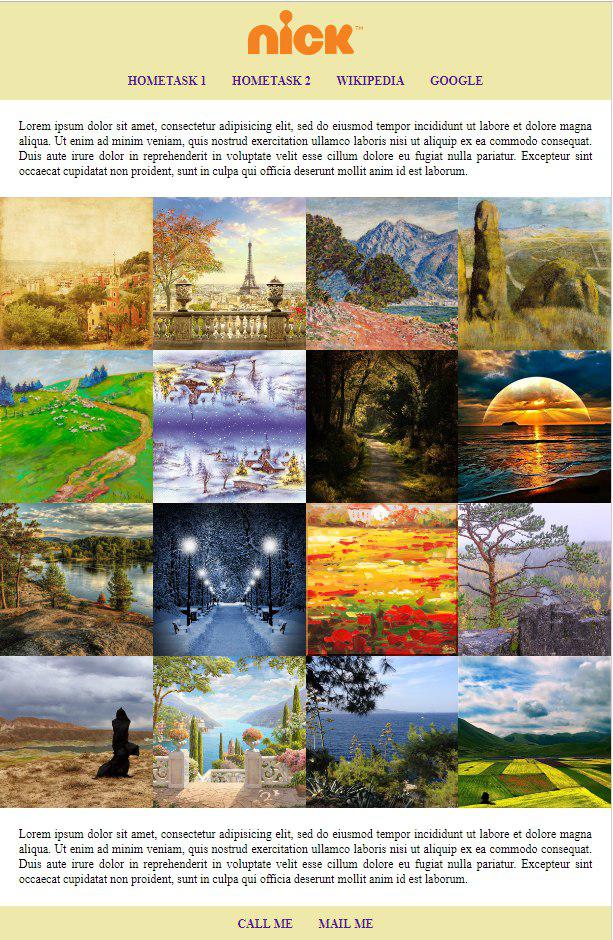 nick™
HOMETASK 1 HOMETASK 2 WIKIPEDIA GOOGLE
Lorem ipsum dolor sit amet, consectetur adipisicing elit, sed do eiusmod tempor incididunt ut labore et dolore magna
aliqua. Ut enim ad minim veniam, quis nostrud exercitation ullamco laboris nisi ut aliquip ex ea commodo consequat.
Duis aute irure dolor in reprehenderit in voluptate velit esse cillum dolore eu fugiat nulla pariatur. Excepteur sint
occaecat cupidatat non proident, sunt in culpa qui officia deserunt mollit anim id est laborum.
Lorem ipsum dolor sit amet, consectetur adipisicing elit, sed do eiusmod tempor incididunt ut labore et dolore magna
aliqua. Ut enim ad minim veniam, quis nostrud exercitation ullamco laboris nisi ut aliquip ex ea commodo consequat.
Duis aute irure dolor in reprehenderit in voluptate velit esse cillum dolore eu fugiat nulla pariatur. Excepteur sint
occaecat cupidatat non proident, sunt in culpa qui officia deserunt mollit anim id est laborum.
CALL ME MAIL ME